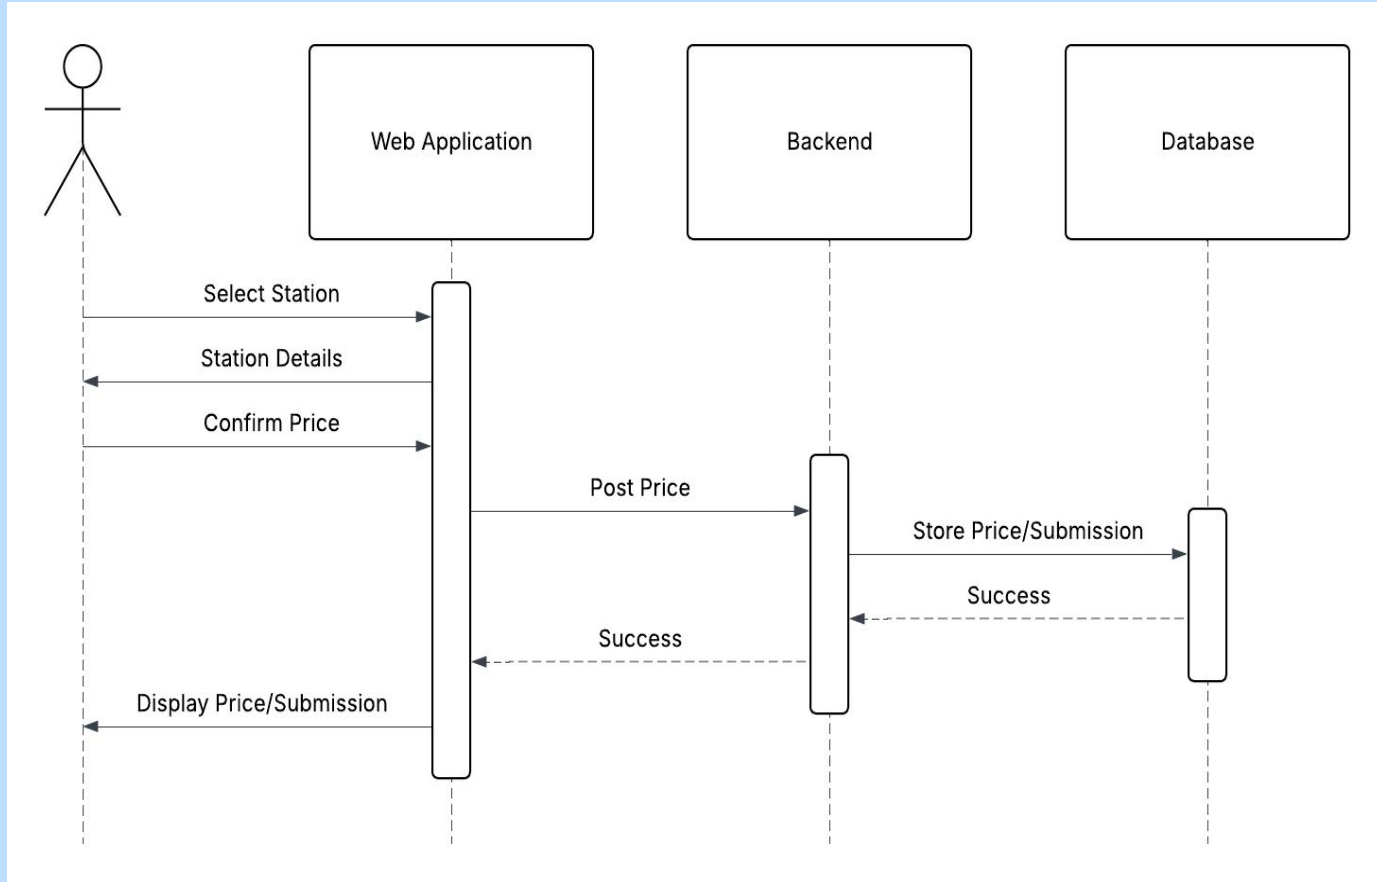 Web Application
Backend
Database
Select Station
Station Details
Confirm Price
Post Price
Store Price/Submission
Success
Success
Display Price/Submission